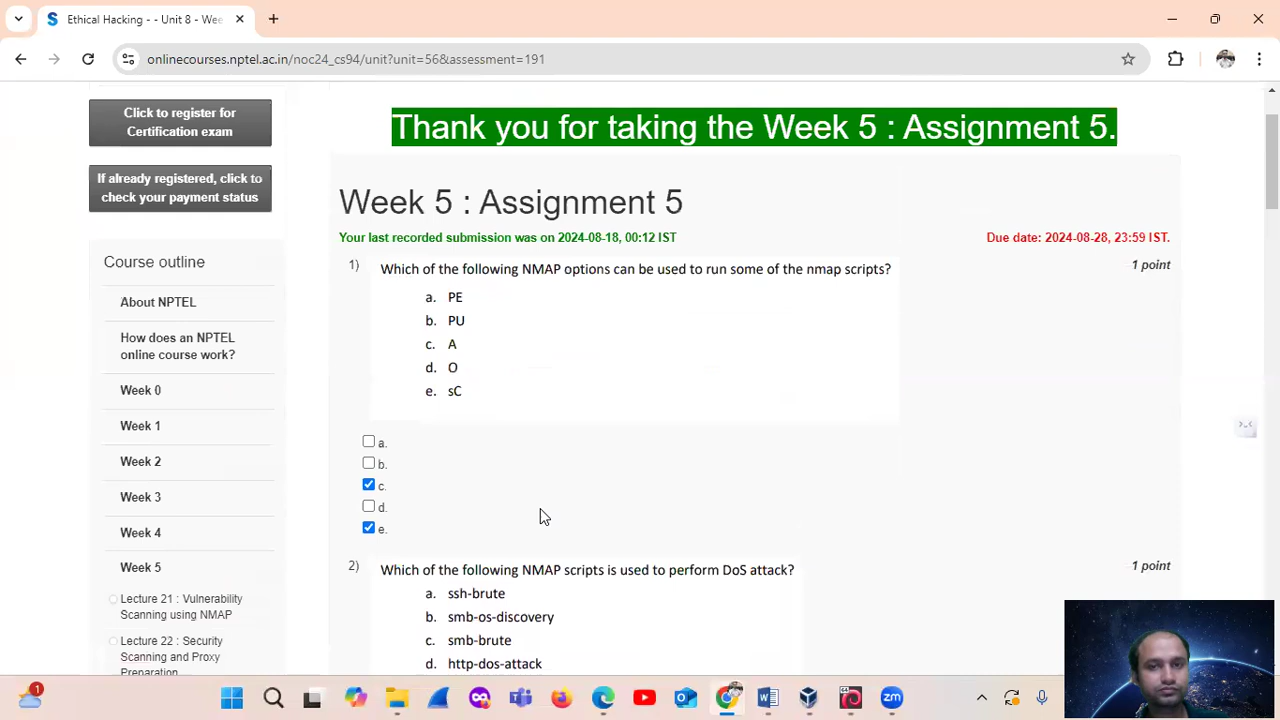 Ethical Hacking - - Unit 8 - Wee
onlinecourses.nptel.ac.in/noc24_cs94/unit?unit=56&assessment=191
Click to register for
Certification exam
If already registered, click to
check your payment status
Course outline
About NPTEL
How does an NPTEL
online course work?
Week 0
Week 1
Week 2
Week 3
Week 4
Week 5
Lecture 21 : Vulnerability
Scanning using NMAP
Lecture 22 : Security
Scanning and Proxy
Preparation
Thank you for taking the Week 5 : Assignment 5.
Week 5 : Assignment 5
Your last recorded submission was on 2024-08-18, 00:12 IST
Due date: 2024-08-28, 23:59 IST.
1) Which of the following NMAP options can be used to run some of the nmap scripts? 1 point
a. PE
b. PU
c. A
d. O
e. sC
a.
b.
c.
d.
e.
2) Which of the following NMAP scripts is used to perform DoS attack? 1 point
a. ssh-brute
b. smb-os-discovery
c. smb-brute
d. http-dos-attack
1
zm